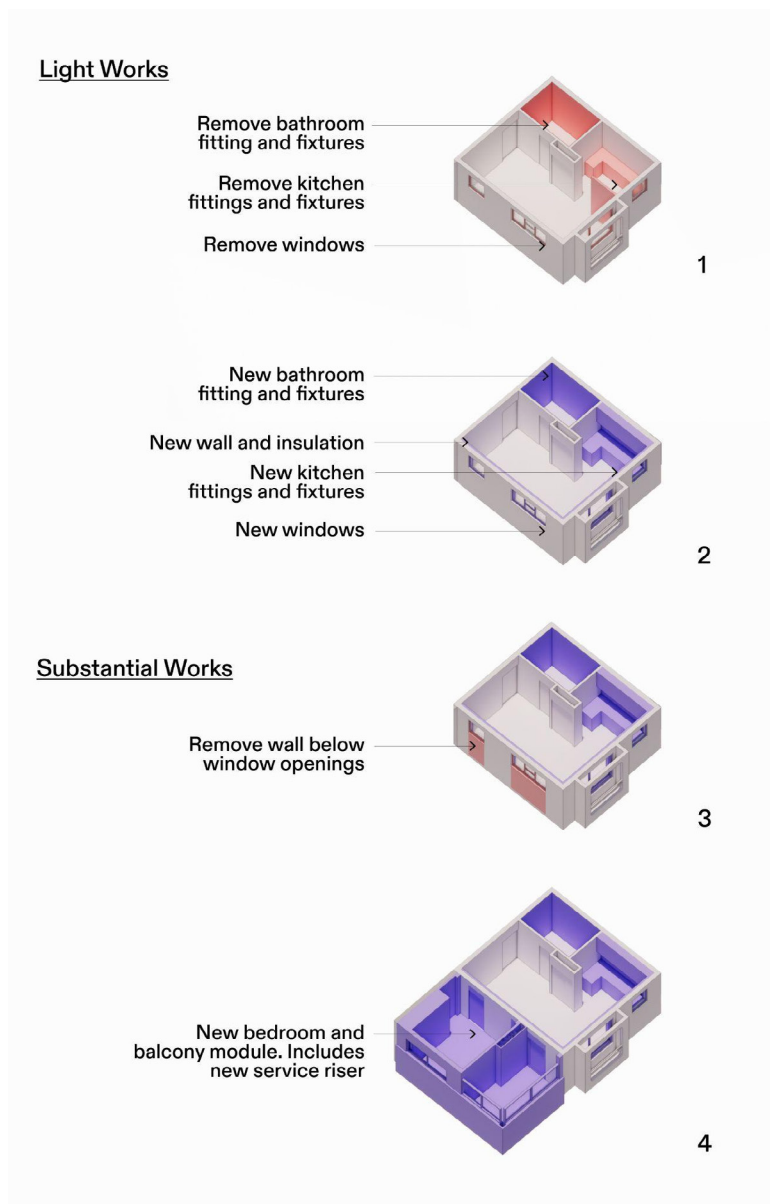 Light Works
Remove bathroom
fitting and fixtures
Remove kitchen
fittings and fixtures
Remove windows
1
New bathroom
fitting and fixtures
New wall and insulation
New kitchen
fittings and fixtures
New windows
2
Substantial Works
Remove wall below
window openings
3
New bedroom and
balcony module. Includes
new service riser
4